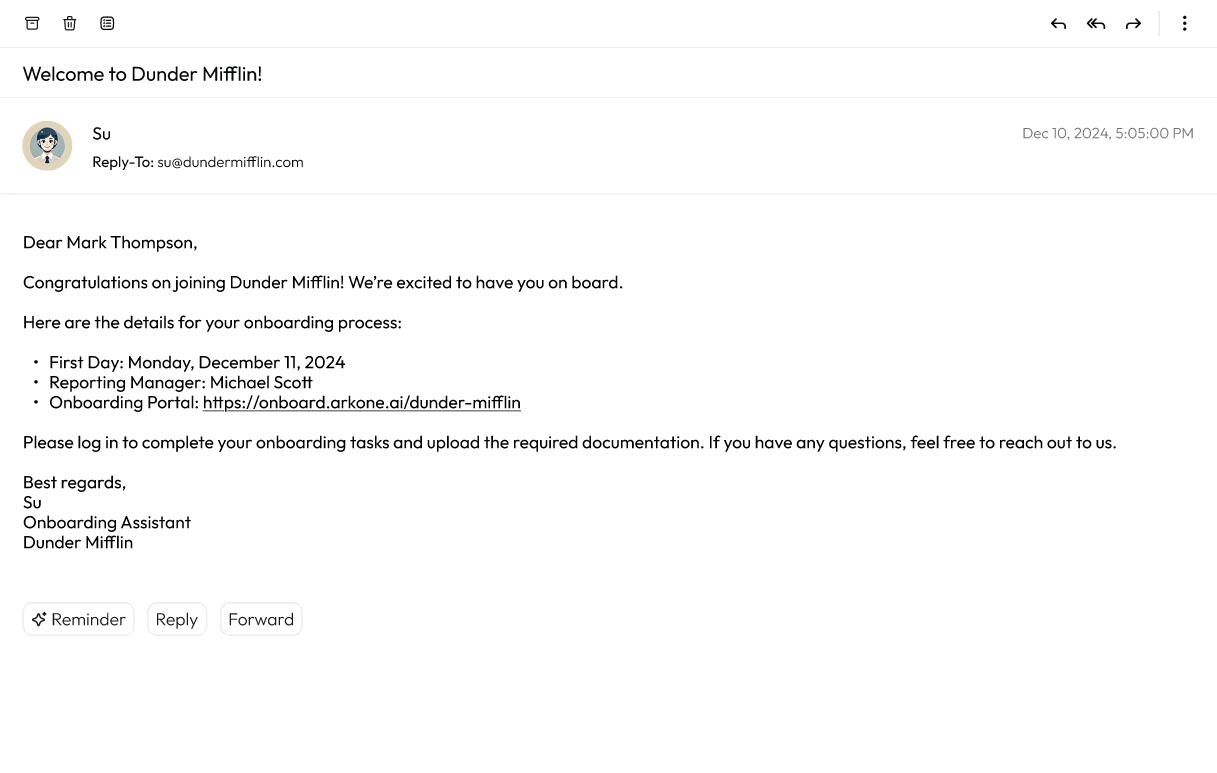 Welcome to Dunder Mifflin!
Su
Dec 10, 2024, 5:05:00 PM
Reply-To: su@dundermifflin.com
Dear Mark Thompson,
Congratulations on joining Dunder Mifflin! We’re excited to have you on board.
Here are the details for your onboarding process:
• First Day: Monday, December 11, 2024
• Reporting Manager: Michael Scott
• Onboarding Portal: https://onboard.arkone.ai/dunder-mifflin
Please log in to complete your onboarding tasks and upload the required documentation. If you have any questions, feel free to reach out to us.
Best regards,
Su
Onboarding Assistant
Dunder Mifflin
Reminder Reply Forward